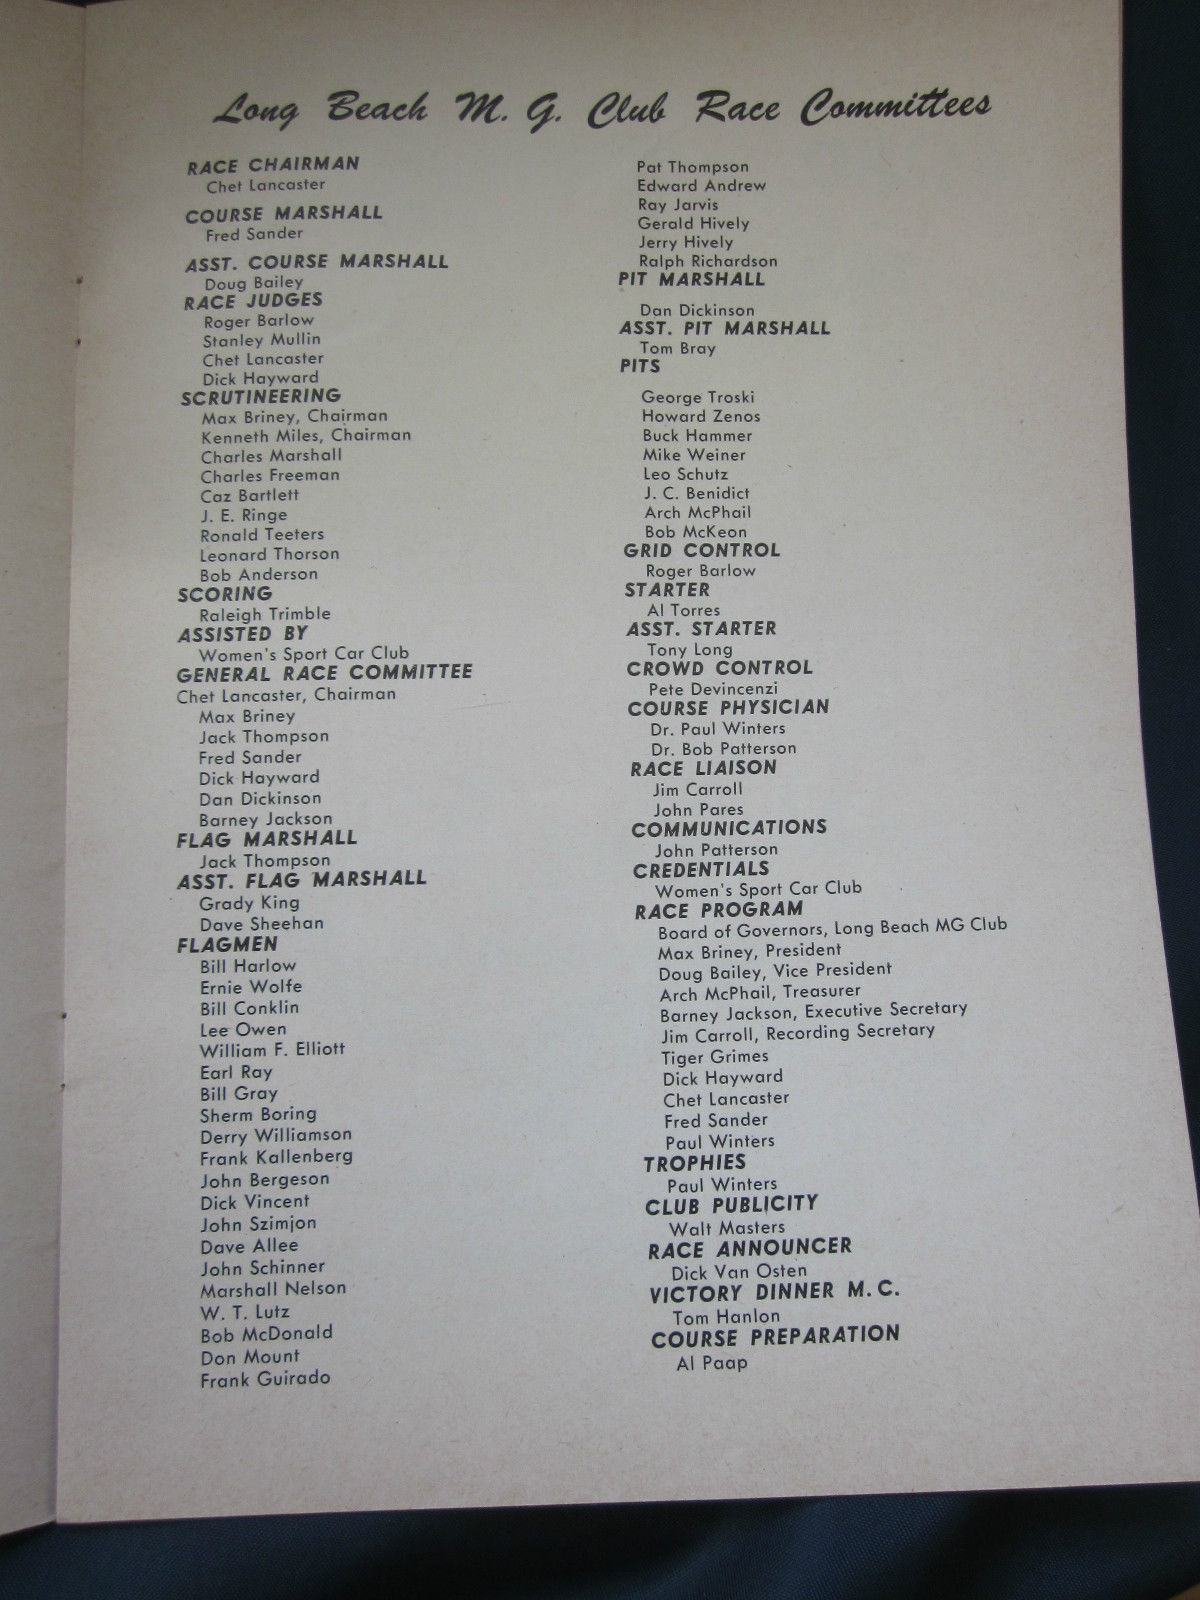 Long Beach M. G. Club Race Committees
RACE CHAIRMAN
Chet Lancaster
COURSE MARSHALL
Fred Sander
ASST. COURSE MARSHALL
Doug Bailey
RACE JUDGES
Roger Barlow
Stanley Mullin
Chet Lancaster
Dick Hayward
SCRUTINEERING
Max Briney, Chairman
Kenneth Miles, Chairman
Charles Marshall
Charles Freeman
Caz Bartlett
J. E. Ringe
Ronald Teeters
Leonard Thorson
Bob Anderson
SCORING
Raleigh Trimble
ASSISTED BY
Women's Sport Car Club
GENERAL RACE COMMITTEE
Chet Lancaster, Chairman
Max Briney
Jack Thompson
Fred Sander
Dick Hayward
Dan Dickinson
Barney Jackson
FLAG MARSHALL
Jack Thompson
ASST. FLAG MARSHALL
Grady King
Dave Sheehan
FLAGMEN
Bill Harlow
Ernie Wolfe
Bill Conklin
Lee Owen
William F. Elliott
Earl Ray
Bill Gray
Sherm Boring
Derry Williamson
Frank Kallenberg
John Bergeson
Dick Vincent
John Szimjon
Dave Allee
John Schinner
Marshall Nelson
W. T. Lutz
Bob McDonald
Don Mount
Frank Guirado
Pat Thompson
Edward Andrew
Ray Jarvis
Gerald Hively
Jerry Hively
Ralph Richardson
PIT MARSHALL
Dan Dickinson
ASST. PIT MARSHALL
Tom Bray
PITS
George Troski
Howard Zenos
Buck Hammer
Mike Weiner
Leo Schutz
J. C. Benidict
Arch McPhail
Bob McKeon
GRID CONTROL
Roger Barlow
STARTER
Al Torres
ASST. STARTER
Tony Long
CROWD CONTROL
Pete Devincenzi
COURSE PHYSICIAN
Dr. Paul Winters
Dr. Bob Patterson
RACE LIAISON
Jim Carroll
John Pares
COMMUNICATIONS
John Patterson
CREDENTIALS
Women's Sport Car Club
RACE PROGRAM
Board of Governors, Long Beach MG Club
Max Briney, President
Doug Bailey, Vice President
Arch McPhail, Treasurer
Barney Jackson, Executive Secretary
Jim Carroll, Recording Secretary
Tiger Grimes
Dick Hayward
Chet Lancaster
Fred Sander
Paul Winters
TROPHIES
Paul Winters
CLUB PUBLICITY
Walt Masters
RACE ANNOUNCER
Dick Van Osten
VICTORY DINNER M. C.
Tom Hanlon
COURSE PREPARATION
Al Paap